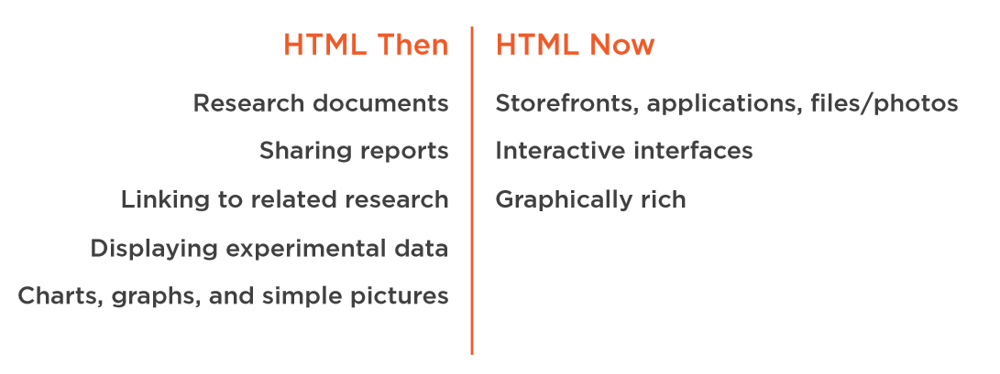 HTML Then
Research documents
Sharing reports
Linking to related research
Displaying experimental data
Charts, graphs, and simple pictures
HTML Now
Storefronts, applications, files/photos
Interactive interfaces
Graphically rich